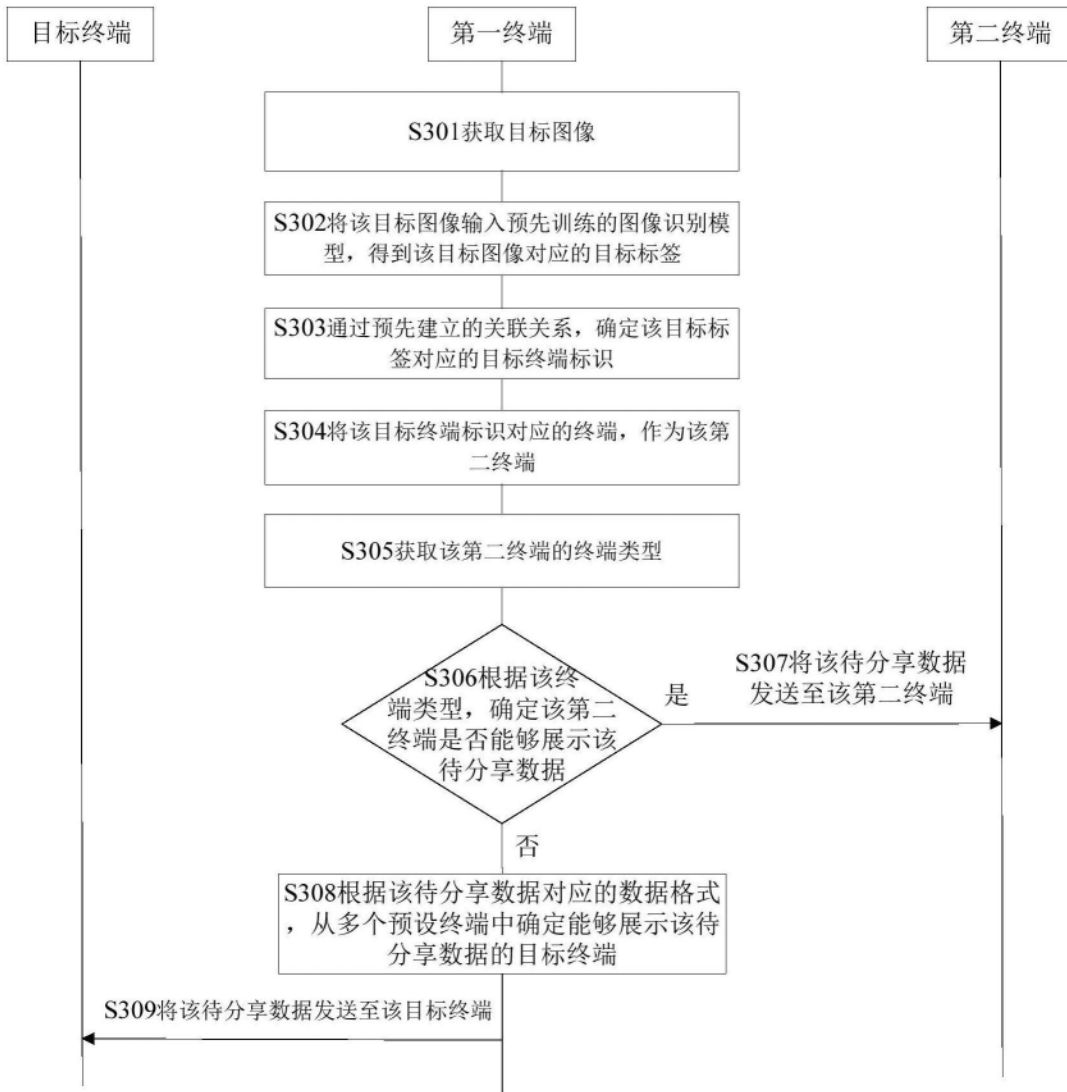 目标终端
第一终端
第二终端
S301获取目标图像
S302将该目标图像输入预先训练的图像识别模
型，得到该目标图像对应的目标标签
S303通过预先建立的关联关系，确定该目标标
签对应的目标终端标识
S304将该目标终端标识对应的终端，作为该第
二终端
S305获取该第二终端的终端类型
S306根据该终
端类型，确定该第二
终端是否能够展示该
待分享数据
是
S307将该待分享数据
发送至该第二终端
否
S308根据该待分享数据对应的数据格式
，从多个预设终端中确定能够展示该待
分享数据的目标终端
S309将该待分享数据发送至该目标终端